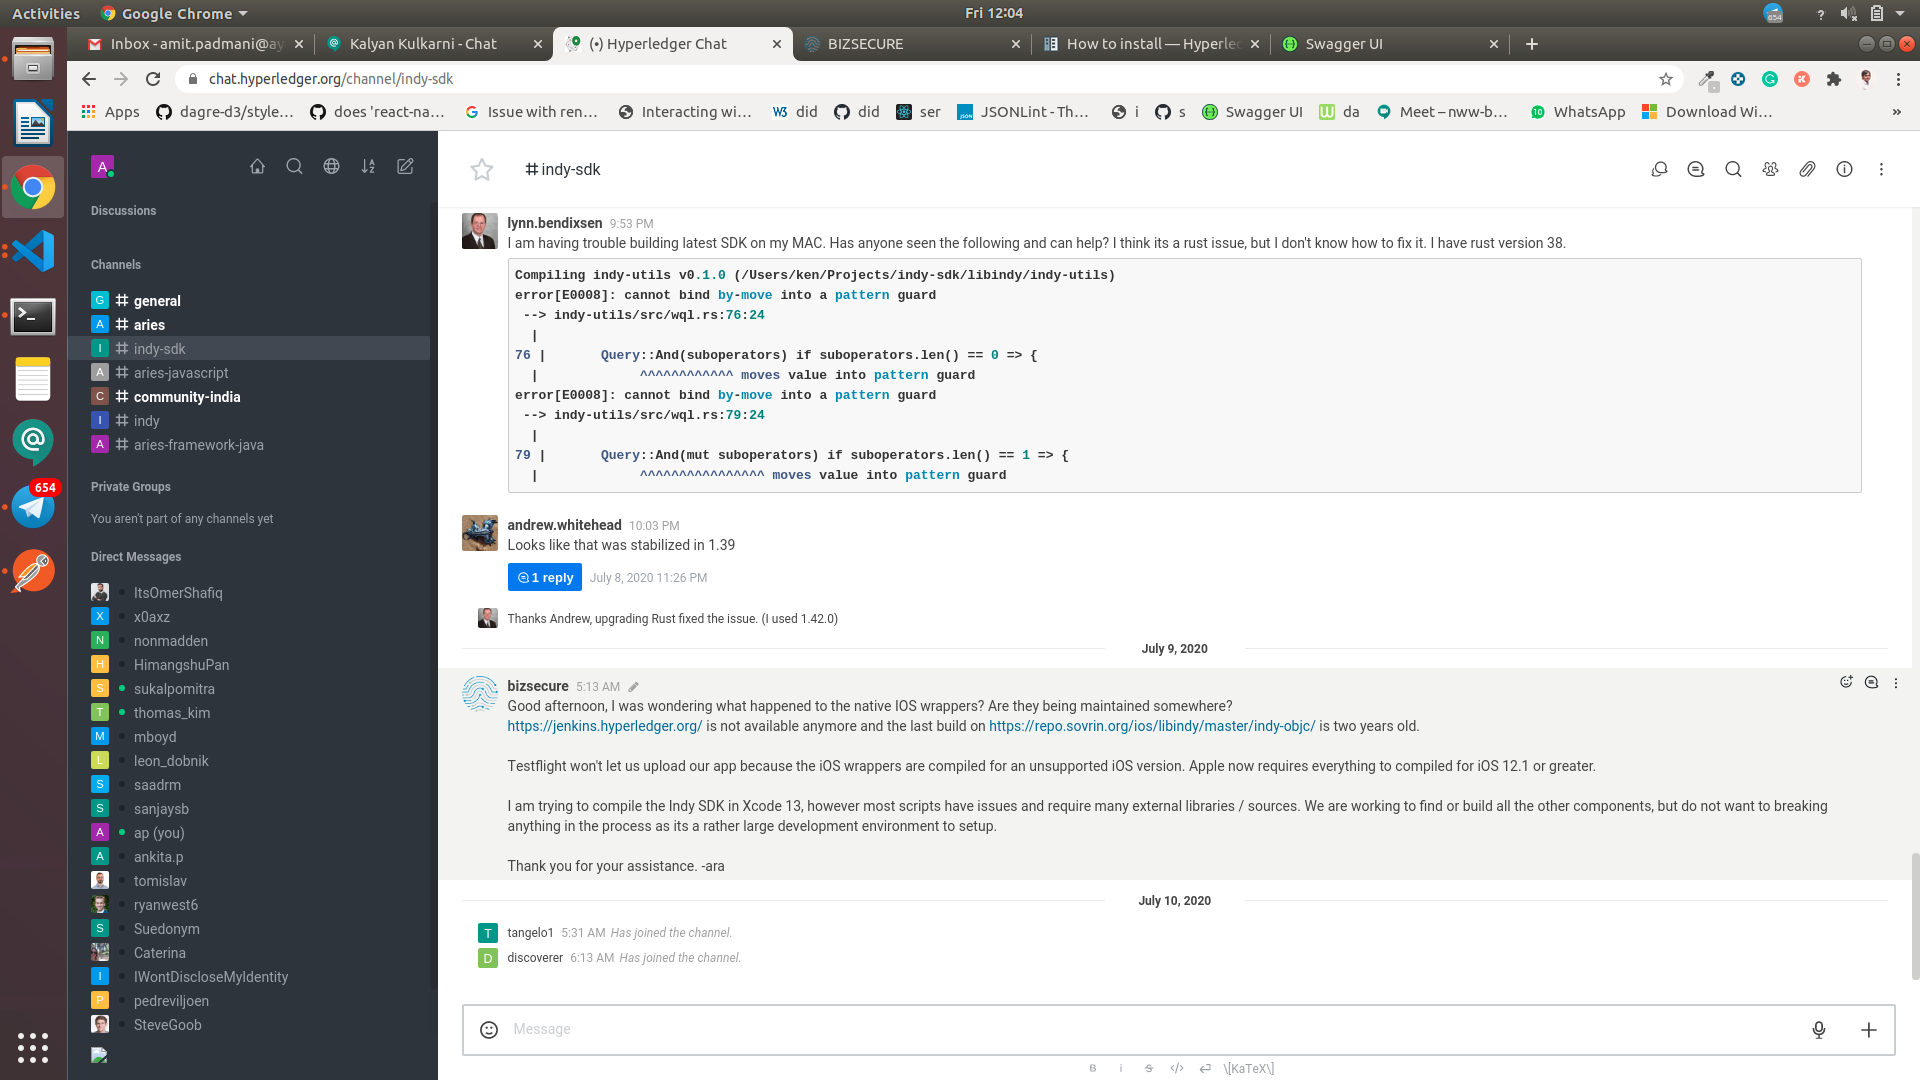 Activities
Google Chrome
Fri 12:04
654
?
Inbox - amit.padmani@ay
Kalyan Kulkarni - Chat
(•) Hyperledger Chat
BIZSECURE
How to install — Hyperled
Swagger UI
chat.hyperledger.org/channel/indy-sdk
Apps
dagre-d3/style...
does 'react-na...
Issue with ren...
Interacting wi...
W3 did
did
ser
JSONLint - Th...
i
s
Swagger UI
da
Meet – nww-b...
10 WhatsApp
Download Wi...
»
654
A
Discussions
Channels
G # general
A # aries
I # indy-sdk
A # aries-javascript
C # community-india
I # indy
A # aries-framework-java
Private Groups
You aren't part of any channels yet
Direct Messages
ItsOmerShafiq
X x0axz
N nonmadden
H HimangshuPan
S sukalpomitra
T thomas_kim
M mboyd
L leon_dobnik
S saadrm
S sanjaysb
A ap (you)
A ankita.p
tomislav
ryanwest6
S Suedonym
Caterina
I IWontDiscloseMyIdentity
P pedreviljoen
SteveGoob
# indy-sdk
lynn.bendixsen 9:53 PM
I am having trouble building latest SDK on my MAC. Has anyone seen the following and can help? I think its a rust issue, but I don't know how to fix it. I have rust version 38.
Compiling indy-utils v0.1.0 (/Users/ken/Projects/indy-sdk/libindy/indy-utils)
error[E0008]: cannot bind by-move into a pattern guard
--> indy-utils/src/wql.rs:76:24
|
76 | Query::And(suboperators) if suboperators.len() == 0 => {
| ^^^^^^^^^^^^ moves value into pattern guard
error[E0008]: cannot bind by-move into a pattern guard
--> indy-utils/src/wql.rs:79:24
|
79 | Query::And(mut suboperators) if suboperators.len() == 1 => {
| ^^^^^^^^^^^^^^^^ moves value into pattern guard
andrew.whitehead 10:03 PM
Looks like that was stabilized in 1.39
1 reply July 8, 2020 11:26 PM
Thanks Andrew, upgrading Rust fixed the issue. (I used 1.42.0)
July 9, 2020
bizsecure 5:13 AM
Good afternoon, I was wondering what happened to the native IOS wrappers? Are they being maintained somewhere?
https://jenkins.hyperledger.org/ is not available anymore and the last build on https://repo.sovrin.org/ios/libindy/master/indy-objc/ is two years old.
Testflight won't let us upload our app because the iOS wrappers are compiled for an unsupported iOS version. Apple now requires everything to compiled for iOS 12.1 or greater.
I am trying to compile the Indy SDK in Xcode 13, however most scripts have issues and require many external libraries / sources. We are working to find or build all the other components, but do not want to breaking
anything in the process as its a rather large development environment to setup.
Thank you for your assistance. -ara
July 10, 2020
T tangelo1 5:31 AM Has joined the channel.
D discoverer 6:13 AM Has joined the channel.
Message
B i S </> \[KaTeX\]